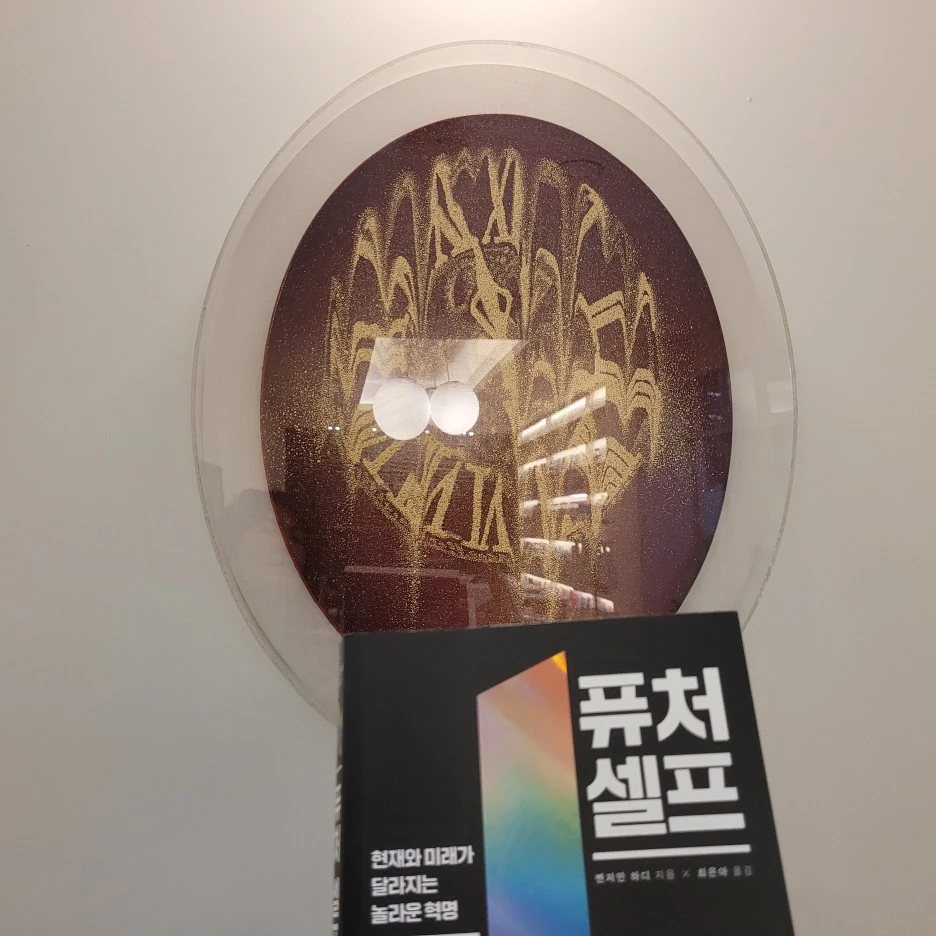 퓨처
셀프
벤저민 하디 지음 × 최은아 옮김
현재와 미래가
달라지는
놀라운 혁명